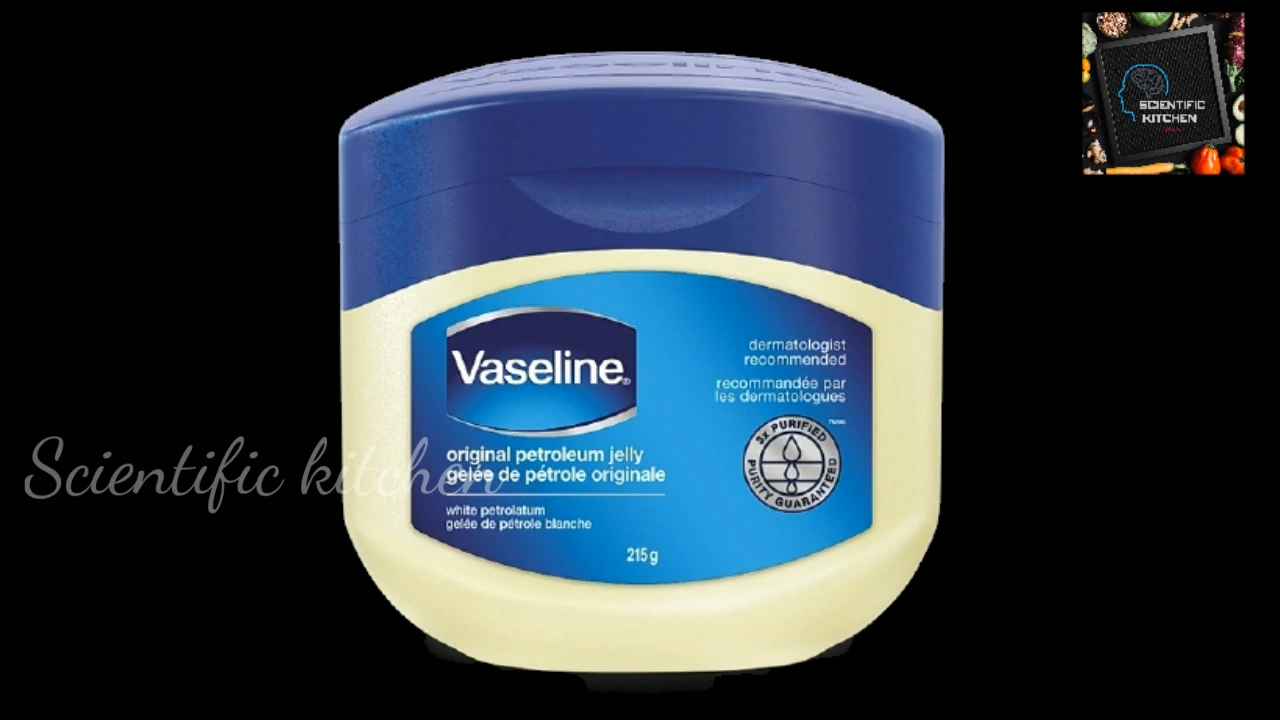 SCIENTIFIC
KITCHEN
Vaseline®
dermatologist
recommended
recommandée par
les dermatologues
3x PURIFIED
PURITY GUARANTEED
original petroleum jelly
gelée de pétrole originale
white petrolatum
gelée de pétrole blanche
215 g
Scientific kitchen